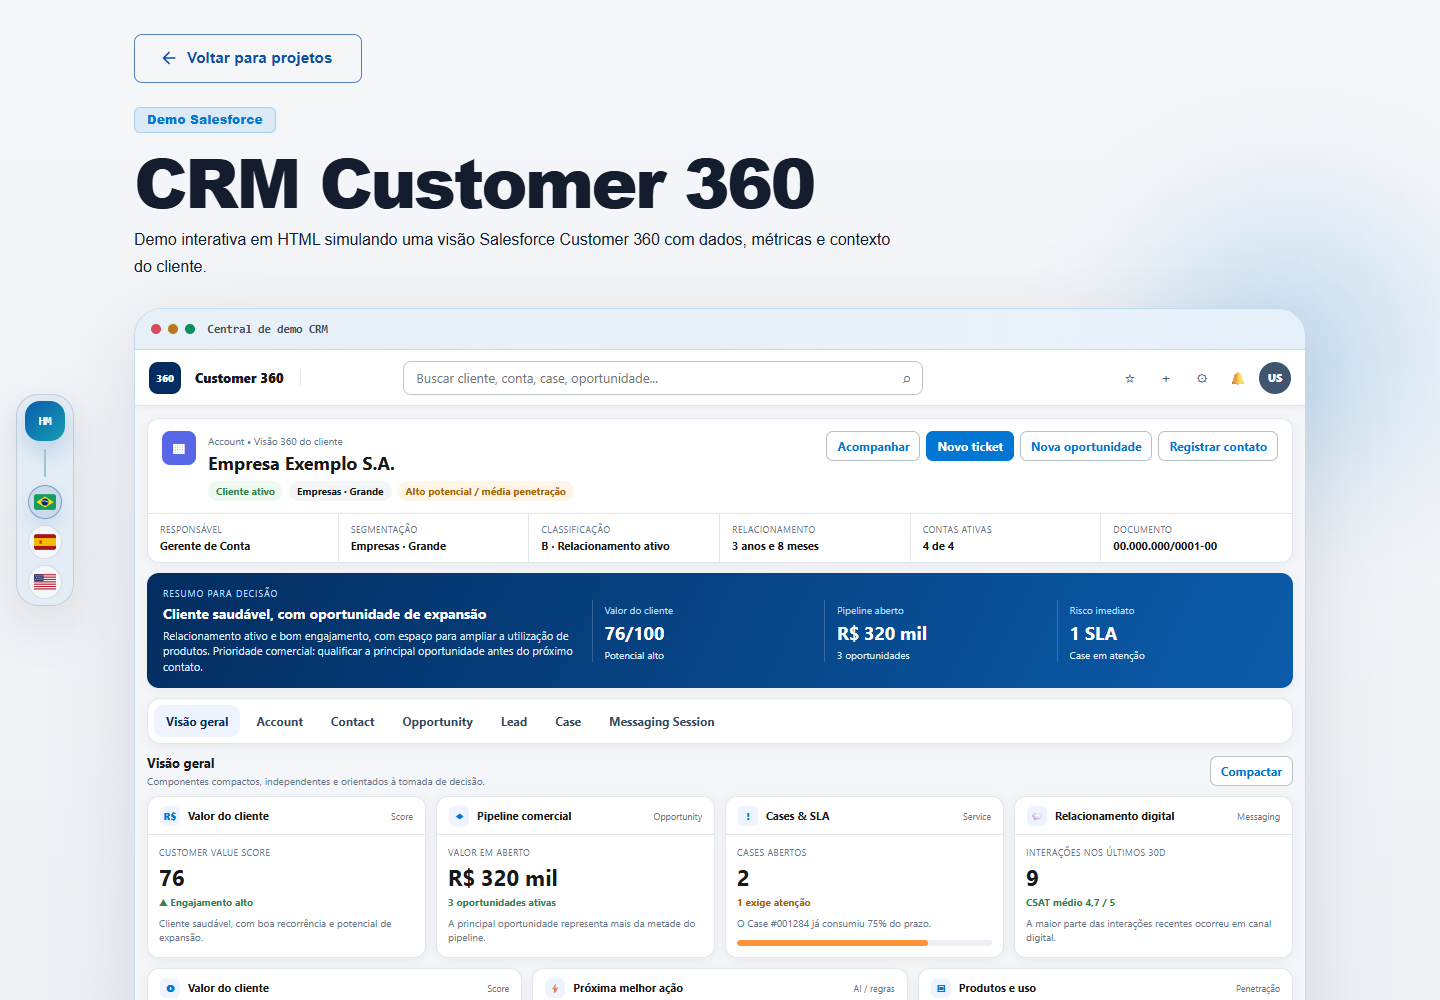 Voltar para projetos
Demo Salesforce
CRM Customer 360
Demo interativa em HTML simulando uma visão Salesforce Customer 360 com dados, métricas e contexto
do cliente.
Central de demo CRM
360
Customer 360
Buscar cliente, conta, case, oportunidade...
US
HM
Account • Visão 360 do cliente
Empresa Exemplo S.A.
Cliente ativo
Empresas · Grande
Alto potencial / média penetração
Acompanhar
Novo ticket
Nova oportunidade
Registrar contato
RESPONSÁVEL
Gerente de Conta
SEGMENTAÇÃO
Empresas · Grande
CLASSIFICAÇÃO
B · Relacionamento ativo
RELACIONAMENTO
3 anos e 8 meses
CONTAS ATIVAS
4 de 4
DOCUMENTO
00.000.000/0001-00
RESUMO PARA DECISÃO
Cliente saudável, com oportunidade de expansão
Relacionamento ativo e bom engajamento, com espaço para ampliar a utilização de
produtos. Prioridade comercial: qualificar a principal oportunidade antes do próximo
contato.
Valor do cliente
76/100
Potencial alto
Pipeline aberto
R$ 320 mil
3 oportunidades
Risco imediato
1 SLA
Case em atenção
Visão geral
Account
Contact
Opportunity
Lead
Case
Messaging Session
Visão geral
Componentes compactos, independentes e orientados à tomada de decisão.
Compactar
R$
Valor do cliente
Score
CUSTOMER VALUE SCORE
76
▲ Engajamento alto
Cliente saudável, com boa recorrência e potencial de
expansão.
Pipeline comercial
Opportunity
VALOR EM ABERTO
R$ 320 mil
3 oportunidades ativas
A principal oportunidade representa mais da metade do
pipeline.
!
Cases & SLA
Service
CASES ABERTOS
2
1 exige atenção
O Case #001284 já consumiu 75% do prazo.
Relacionamento digital
Messaging
INTERAÇÕES NOS ÚLTIMOS 30D
9
CSAT médio 4,7 / 5
A maior parte das interações recentes ocorreu em canal
digital.
Valor do cliente
Score
Próxima melhor ação
AI / regras
Produtos e uso
Penetração